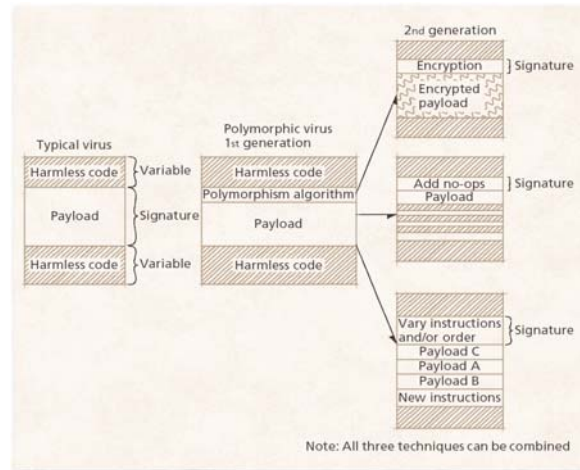 2nd generation
Encryption
Signature
Encrypted
payload
Typical virus
Harmless code
Variable
Payload
Signature
Harmless code
Variable
Polymorphic virus
1st generation
Harmless code
Polymorphism algorithm
Payload
Harmless code
Add no-ops
Signature
Payload
Vary instructions
and/or order
Signature
Payload C
Payload A
Payload B
New instructions
Note: All three techniques can be combined